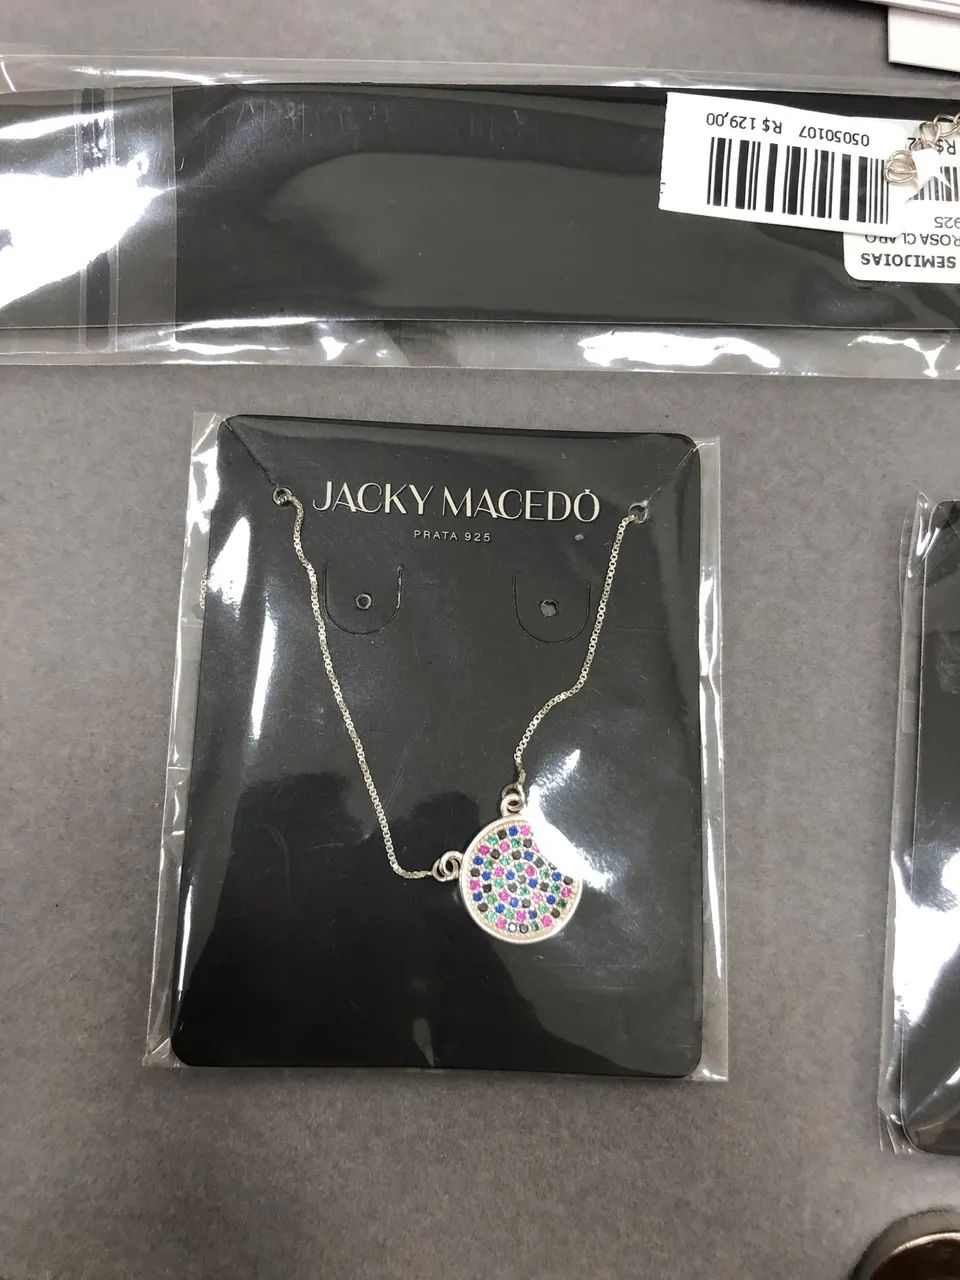 R$ 129,00
05050107
925
ROSA CLARO
SEMIJOIAS
JACKY MACEDO
PRATA 925